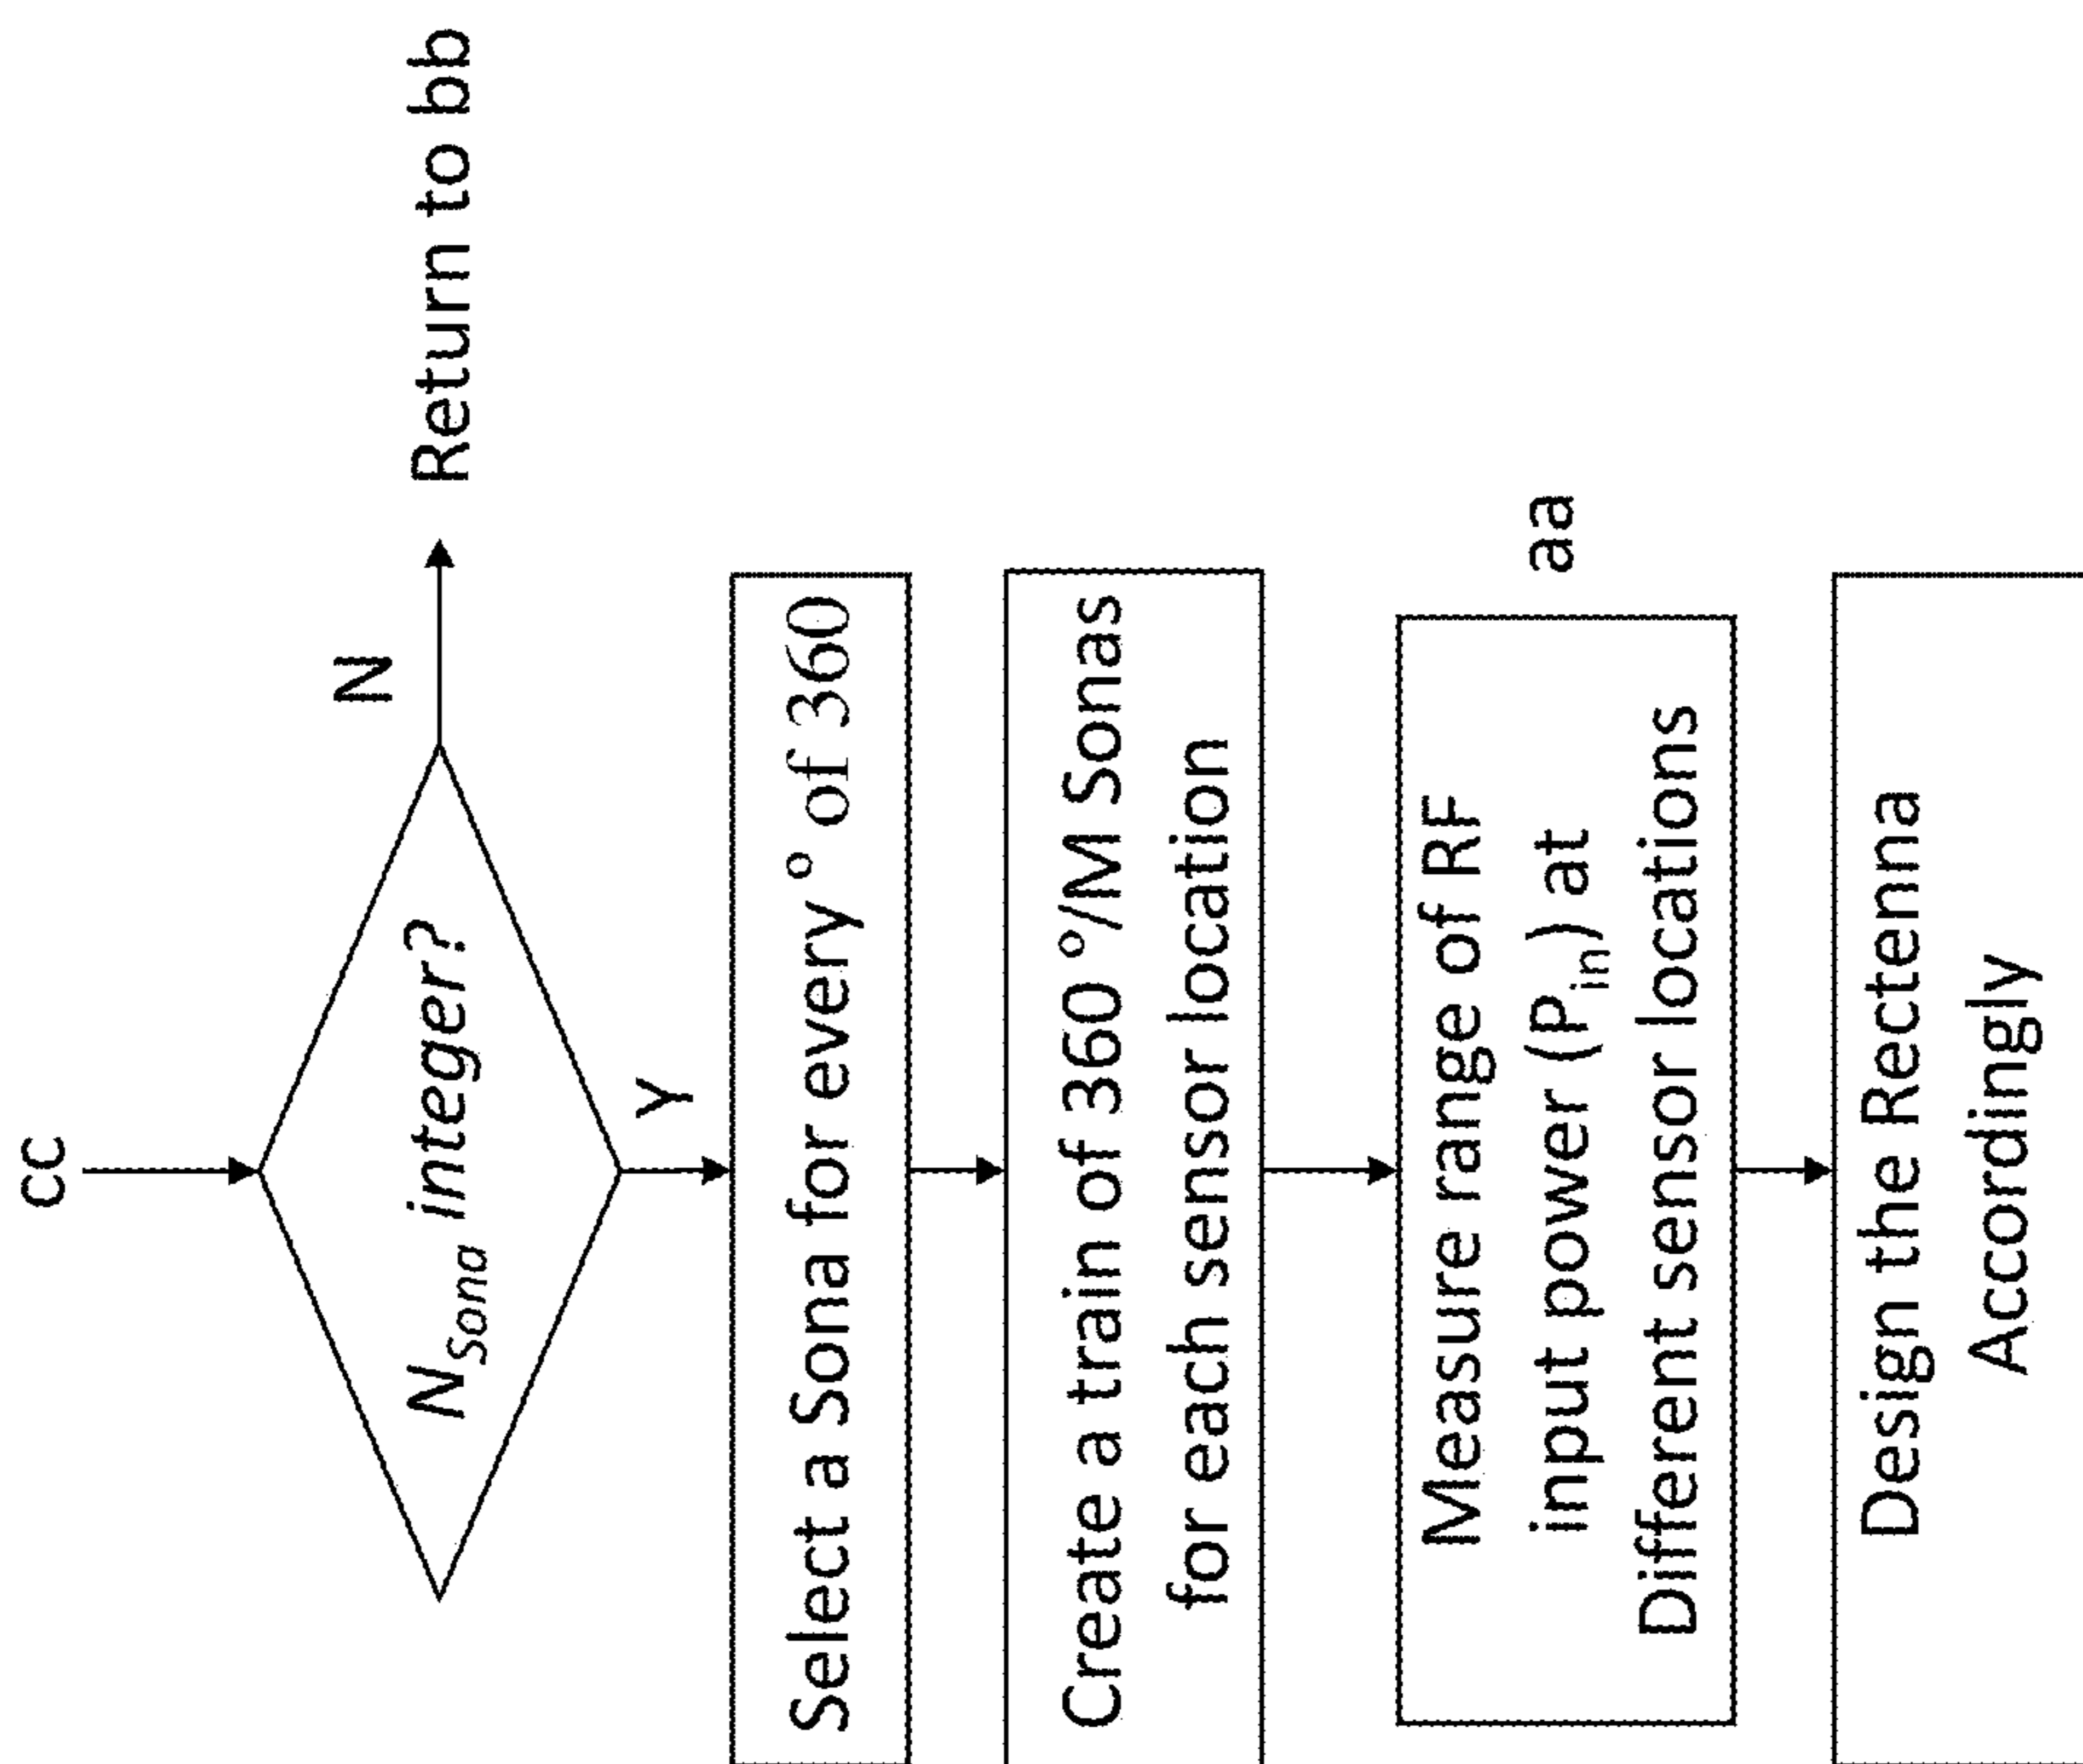 cc
N_Sona integer?
N
Return to bb
Y
Select a Sona for every ° of 360
Create a train of 360 °/M Sonas
for each sensor location
Measure range of RF
input power (P_in) at
Different sensor locations
aa
Design the Rectenna
Accordingly